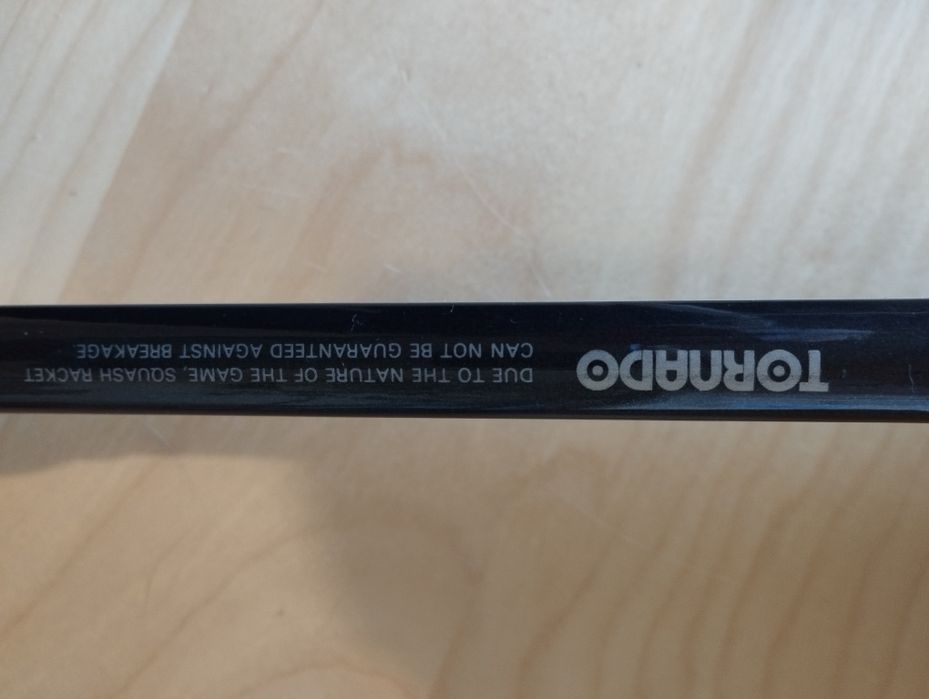 TORNADO
DUE TO THE NATURE OF THE GAME, SQUASH RACKET
CAN NOT BE GUARANTEED AGAINST BREAKAGE.